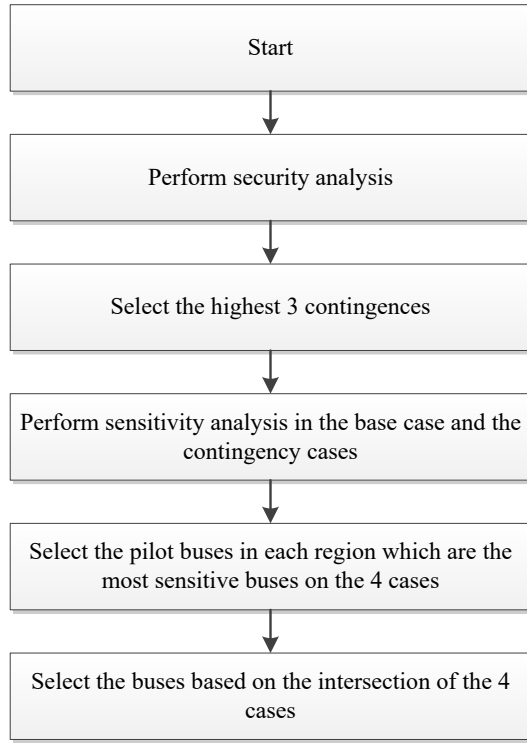 Start
Perform security analysis
Select the highest 3 contingences
Perform sensitivity analysis in the base case and the
contingency cases
Select the pilot buses in each region which are the
most sensitive buses on the 4 cases
Select the buses based on the intersection of the 4
cases